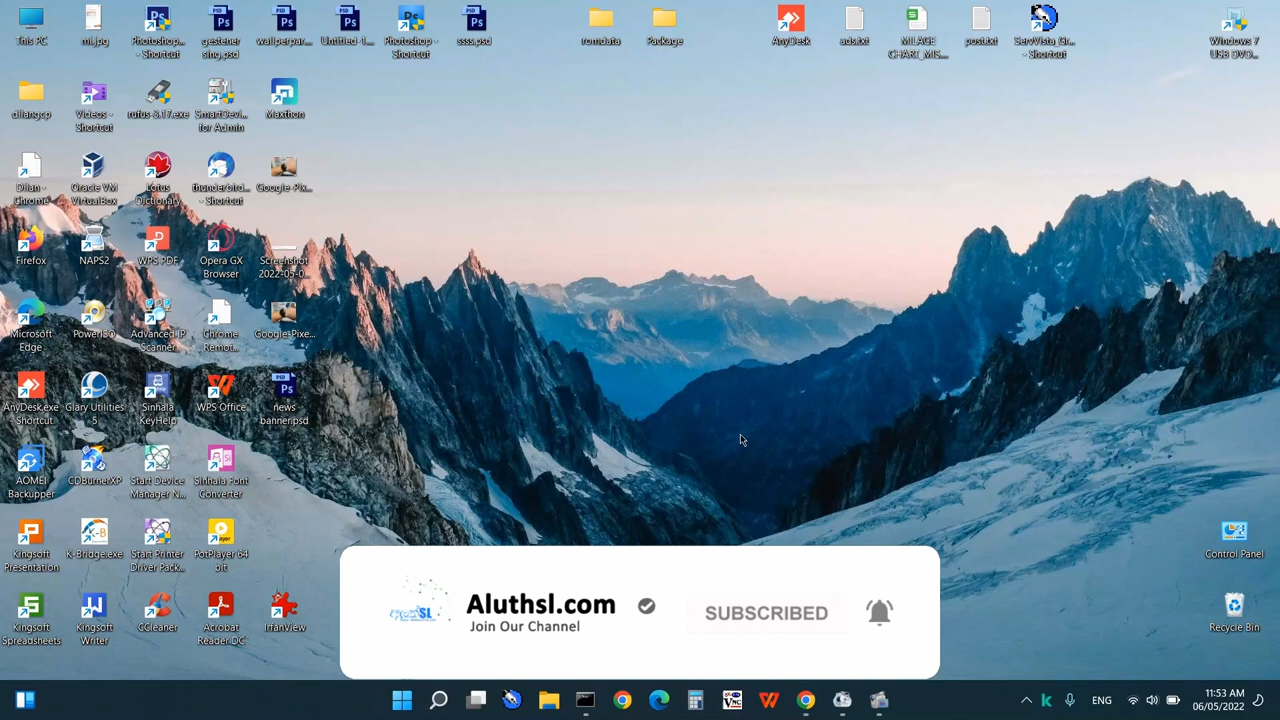 This PC
mi.jpg
Photoshop...
- Shortcut
gestener
sing.psd
wallperpar...
Untitled-1...
Photoshop -
Shortcut
ssss.psd
romdata
Package
AnyDesk
ads.txt
MILAGE
CHART_MIS...
post.txt
ServVista_Gr...
- Shortcut
Windows 7
USB DVD...
dilangcp
Videos -
Shortcut
rufus-3.17.exe
SmartDevi...
for Admin
Maxthon
Dilan -
Chrome
Oracle VM
VirtualBox
Lotus
Dictionary
thunderbird...
- Shortcut
Google-Pix...
Firefox
NAPS2
WPS PDF
Opera GX
Browser
Screenshot
2022-05-0...
Microsoft
Edge
PowerISO
Advanced IP
Scanner
Chrome
Remot...
Google-Pixe...
AnyDesk.exe
- Shortcut
Glary Utilities
5
Sinhala
KeyHelp
WPS Office
news
banner.psd
AOMEI
Backupper
CDBurnerXP
Start Device
Manager N...
Sinhala Font
Converter
Kingsoft
Presentation
K-Bridge.exe
Start Printer
Driver Pack...
PotPlayer 64
bit
Control Panel
Kingsoft
Spreadsheets
Kingsoft
Writer
CCleaner
Acrobat
Reader DC
IrfanView
Recycle Bin
Aluthsl.com
Join Our Channel
SUBSCRIBED
ENG
11:53 AM
06/05/2022